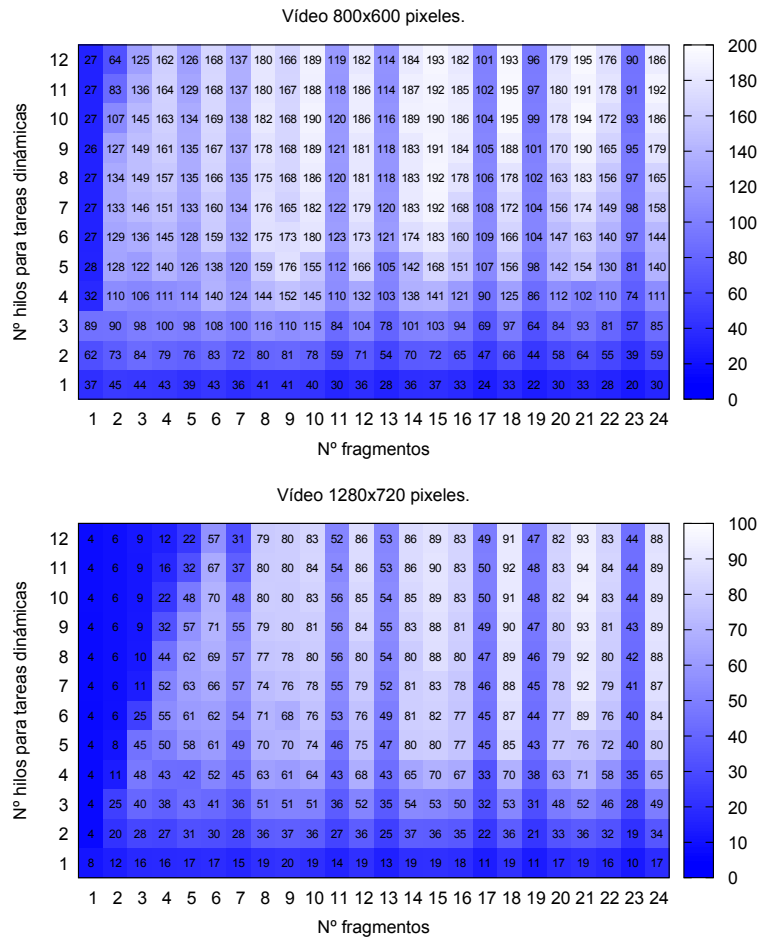 Vídeo 800x600 pixeles.
Nº hilos para tareas dinámicas
12 27 64 125 162 126 168 137 180 166 189 119 182 114 184 193 182 101 193 96 179 195 176 90 186
11 27 83 136 164 129 168 137 180 167 188 118 186 114 187 192 185 102 195 97 180 191 178 91 192
10 27 107 145 163 134 169 138 182 168 190 120 186 116 189 190 186 104 195 99 178 194 172 93 186
9 26 127 149 161 135 167 137 178 168 189 121 181 118 183 191 184 105 188 101 170 190 165 95 179
8 27 134 149 157 135 166 135 175 168 186 120 181 118 183 192 178 106 178 102 163 183 156 97 165
7 27 133 146 151 133 160 134 176 165 182 122 179 120 183 192 168 108 172 104 156 174 149 98 158
6 27 129 136 145 128 159 132 175 173 180 123 173 121 174 183 160 109 166 104 147 163 140 97 144
5 28 128 122 140 126 138 120 159 176 155 112 166 105 142 168 151 107 156 98 142 154 130 81 140
4 32 110 106 111 114 140 124 144 152 145 110 132 103 138 141 121 90 125 86 112 102 110 74 111
3 89 90 98 100 98 108 100 116 110 115 84 104 78 101 103 94 69 97 64 84 93 81 57 85
2 62 73 84 79 76 83 72 80 81 78 59 71 54 70 72 65 47 66 44 58 64 55 39 59
1 37 45 44 43 39 43 36 41 41 40 30 36 28 36 37 33 24 33 22 30 33 28 20 30
1 2 3 4 5 6 7 8 9 10 11 12 13 14 15 16 17 18 19 20 21 22 23 24
Nº fragmentos
200
180
160
140
120
100
80
60
40
20
0
Vídeo 1280x720 pixeles.
Nº hilos para tareas dinámicas
12 4 6 9 12 22 57 31 79 80 83 52 86 53 86 89 83 49 91 47 82 93 83 44 88
11 4 6 9 16 32 67 37 80 80 84 54 86 53 86 90 83 50 92 48 83 94 84 44 89
10 4 6 9 22 48 70 48 80 80 83 56 85 54 85 89 83 50 91 48 82 94 83 44 89
9 4 6 9 32 57 71 55 79 80 81 56 84 55 83 88 81 49 90 47 80 93 81 43 89
8 4 6 10 44 62 69 57 77 78 80 56 80 54 80 88 80 47 89 46 79 92 80 42 88
7 4 6 11 52 63 66 57 74 76 78 55 79 52 81 83 78 46 88 45 78 92 79 41 87
6 4 6 25 55 61 62 54 71 68 76 53 76 49 81 82 77 45 87 44 77 89 76 40 84
5 4 8 45 50 58 61 49 70 70 74 46 75 47 80 80 77 45 85 43 77 76 72 40 80
4 4 11 48 43 42 52 45 63 61 64 43 68 43 65 70 67 33 70 38 63 71 58 35 65
3 4 25 40 38 43 41 36 51 51 51 36 52 35 54 53 50 32 53 31 48 52 46 28 49
2 4 20 28 27 31 30 28 36 37 36 27 36 25 37 36 35 22 36 21 33 36 32 19 34
1 8 12 16 16 17 17 15 19 20 19 14 19 13 19 19 18 11 19 11 17 19 16 10 17
1 2 3 4 5 6 7 8 9 10 11 12 13 14 15 16 17 18 19 20 21 22 23 24
Nº fragmentos
100
90
80
70
60
50
40
30
20
10
0